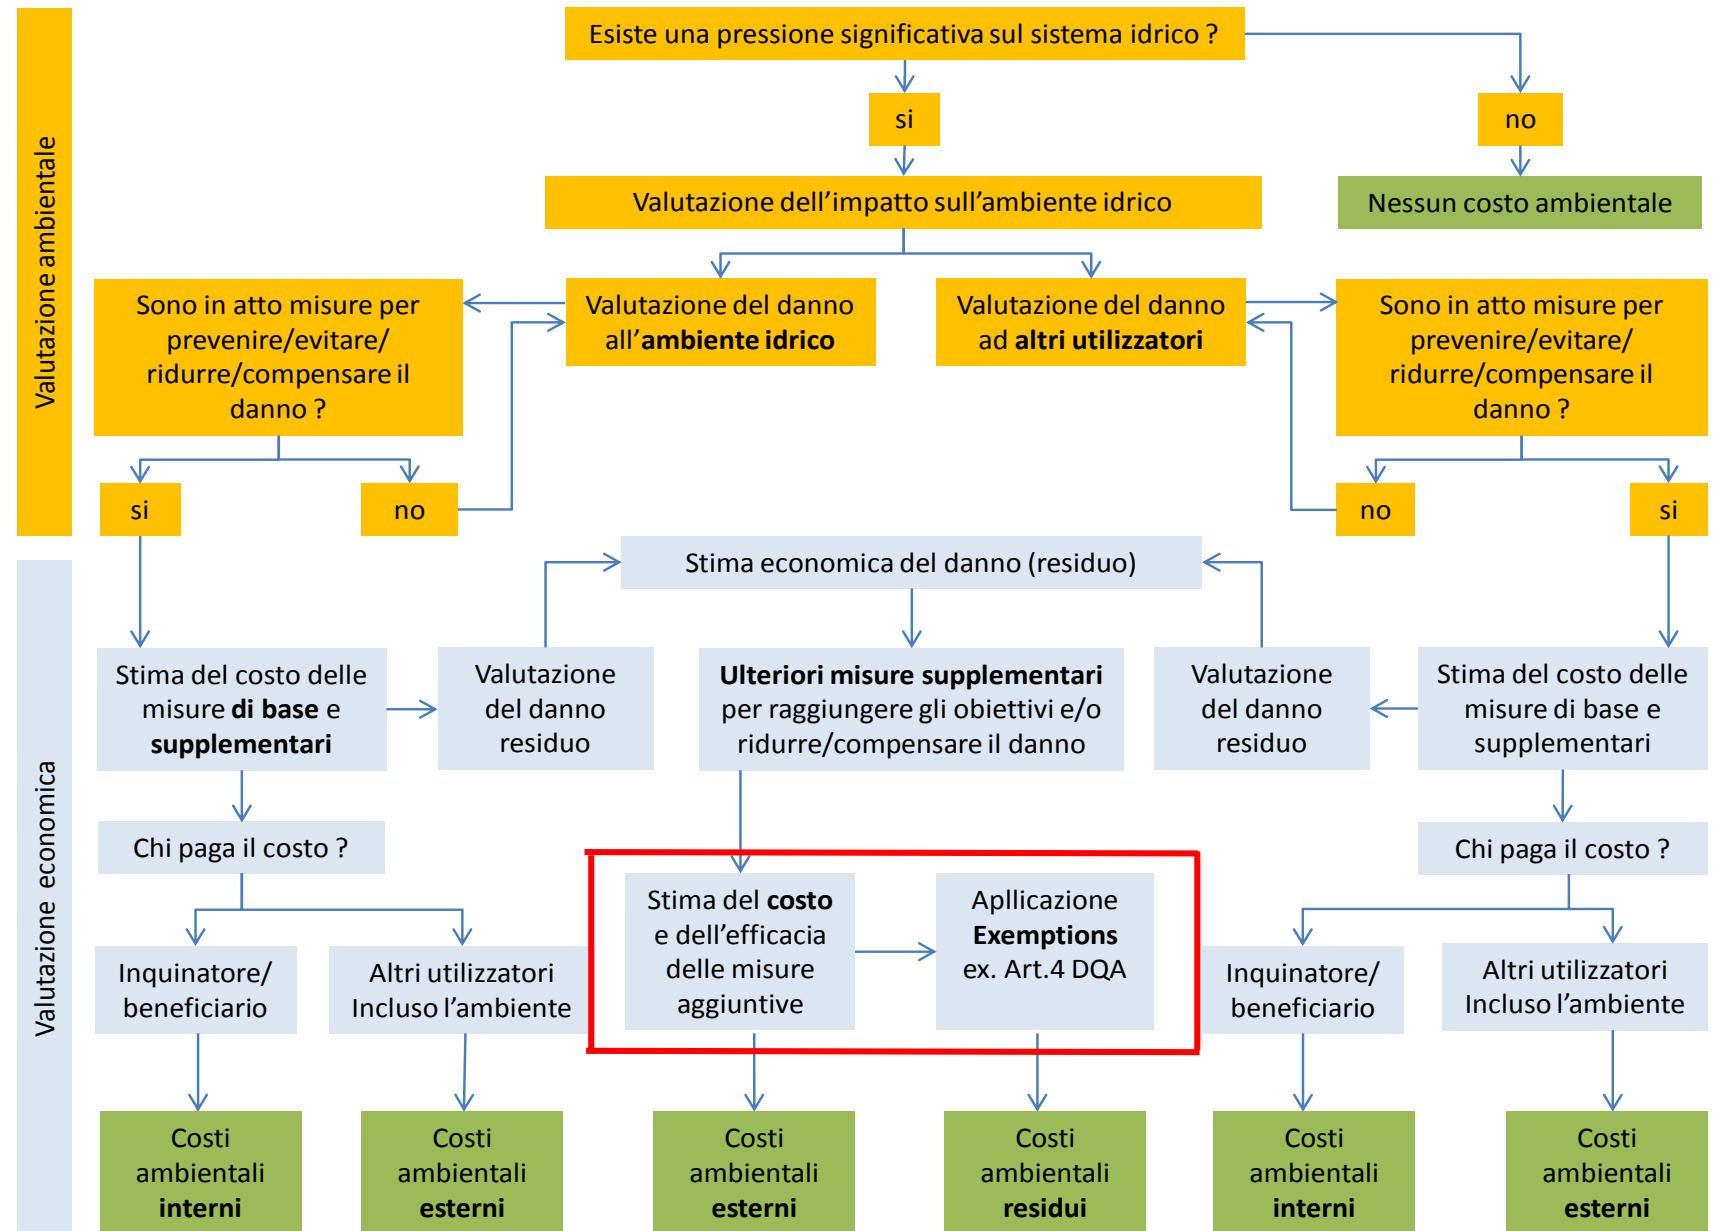 Esiste una pressione significativa sul sistema idrico ?
si
no
Valutazione dell'impatto sull'ambiente idrico
Nessun costo ambientale
Valutazione ambientale
Sono in atto misure per
prevenire/evitare/
ridurre/compensare il
danno ?
Valutazione del danno
all'ambiente idrico
Valutazione del danno
ad altri utilizzatori
Sono in atto misure per
prevenire/evitare/
ridurre/compensare il
danno ?
si
no
no
si
Valutazione economica
Stima economica del danno (residuo)
Stima del costo delle
misure di base e
supplementari
Valutazione
del danno
residuo
Ulteriori misure supplementari
per raggiungere gli obiettivi e/o
ridurre/compensare il danno
Valutazione
del danno
residuo
Stima del costo delle
misure di base e
supplementari
Chi paga il costo ?
Chi paga il costo ?
Inquinatore/
beneficiario
Altri utilizzatori
Incluso l'ambiente
Stima del costo
e dell'efficacia
delle misure
aggiuntive
Apllicazione
Exemptions
ex. Art.4 DQA
Inquinatore/
beneficiario
Altri utilizzatori
Incluso l'ambiente
Costi
ambientali
interni
Costi
ambientali
esterni
Costi
ambientali
esterni
Costi
ambientali
residui
Costi
ambientali
interni
Costi
ambientali
esterni